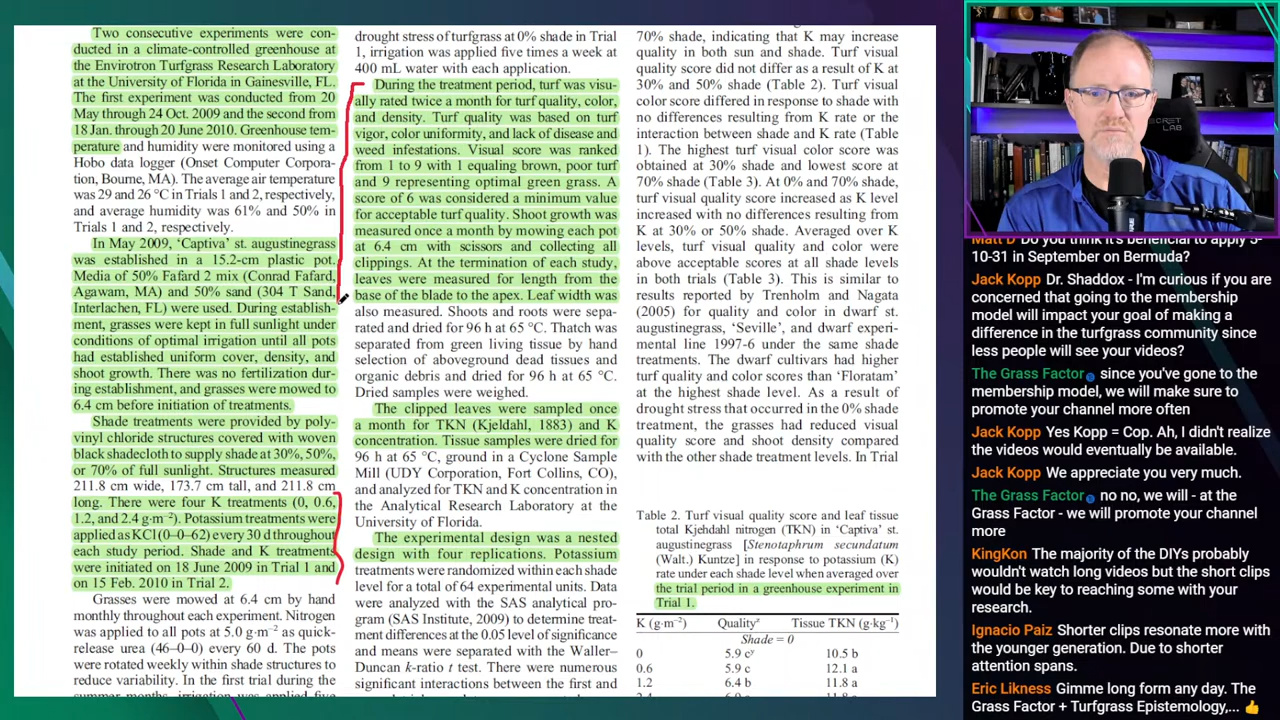 Two consecutive experiments were con-
ducted in a climate-controlled greenhouse at
the Envirotron Turfgrass Research Laboratory
at the University of Florida in Gainesville, FL.
The first experiment was conducted from 20
May through 24 Oct. 2009 and the second from
18 Jan. through 20 June 2010. Greenhouse tem-
perature and humidity were monitored using a
Hobo data logger (Onset Computer Corpora-
tion, Bourne, MA). The average air temperature
was 29 and 26 °C in Trials 1 and 2, respectively,
and average humidity was 61% and 50% in
Trials 1 and 2, respectively.
In May 2009, ‘Captiva’ st. augustinegrass
was established in a 15.2-cm plastic pot.
Media of 50% Fafard 2 mix (Conrad Fafard,
Agawam, MA) and 50% sand (304 T Sand,
Interlachen, FL) were used. During establish-
ment, grasses were kept in full sunlight under
conditions of optimal irrigation until all pots
had established uniform cover, density, and
shoot growth. There was no fertilization dur-
ing establishment, and grasses were mowed to
6.4 cm before initiation of treatments.
Shade treatments were provided by poly-
vinyl chloride structures covered with woven
black shadecloth to supply shade at 30%, 50%,
or 70% of full sunlight. Structures measured
211.8 cm wide, 173.7 cm tall, and 211.8 cm
long. There were four K treatments (0, 0.6,
1.2, and 2.4 g·m⁻²). Potassium treatments were
applied as KCl (0–0–62) every 30 d throughout
each study period. Shade and K treatments
were initiated on 18 June 2009 in Trial 1 and
on 15 Feb. 2010 in Trial 2.
Grasses were mowed at 6.4 cm by hand
monthly throughout each experiment. Nitrogen
was applied to all pots at 5.0 g·m⁻² as quick-
release urea (46–0–0) every 60 d. The pots
were rotated weekly within shade structures to
reduce variability. In the first trial during the
summer months, irrigation was applied five
drought stress of turfgrass at 0% shade in Trial
1, irrigation was applied five times a week at
400 mL water with each application.
During the treatment period, turf was visu-
ally rated twice a month for turf quality, color,
and density. Turf quality was based on turf
vigor, color uniformity, and lack of disease and
weed infestations. Visual score was ranked
from 1 to 9 with 1 equaling brown, poor turf
and 9 representing optimal green grass. A
score of 6 was considered a minimum value
for acceptable turf quality. Shoot growth was
measured once a month by mowing each pot
at 6.4 cm with scissors and collecting all
clippings. At the termination of each study,
leaves were measured for length from the
base of the blade to the apex. Leaf width was
also measured. Shoots and roots were sepa-
rated and dried for 96 h at 65 °C. Thatch was
separated from green living tissue by hand
selection of aboveground dead tissues and
organic debris and dried for 96 h at 65 °C.
Dried samples were weighed.
The clipped leaves were sampled once
a month for TKN (Kjeldahl, 1883) and K
concentration. Tissue samples were dried for
96 h at 65 °C, ground in a Cyclone Sample
Mill (UDY Corporation, Fort Collins, CO),
and analyzed for TKN and K concentration in
the Analytical Research Laboratory at the
University of Florida.
The experimental design was a nested
design with four replications. Potassium
treatments were randomized within each shade
level for a total of 64 experimental units. Data
were analyzed with the SAS analytical pro-
gram (SAS Institute, 2009) to determine treat-
ment differences at the 0.05 level of significance
and means were separated with the Waller–
Duncan k-ratio t test. There were numerous
significant interactions between the first and
70% shade, indicating that K may increase
quality in both sun and shade. Turf visual
quality score did not differ as a result of K at
30% and 50% shade (Table 2). Turf visual
color score differed in response to shade with
no differences resulting from K rate or the
interaction between shade and K rate (Table
1). The highest turf visual color score was
obtained at 30% shade and lowest score at
70% shade (Table 3). At 0% and 70% shade,
turf visual quality score increased as K level
increased with no differences resulting from
K at 30% or 50% shade. Averaged over K
levels, turf visual quality and color were
above acceptable scores at all shade levels
in both trials (Table 3). This is similar to
results reported by Trenholm and Nagata
(2005) for quality and color in dwarf st.
augustinegrass, ‘Seville’, and dwarf experi-
mental line 1997-6 under the same shade
treatments. The dwarf cultivars had higher
turf quality and color scores than ‘Floratam’
at the highest shade level. As a result of
drought stress that occurred in the 0% shade
treatment, the grasses had reduced visual
quality score and shoot density compared
with the other shade treatment levels. In Trial
Table 2. Turf visual quality score and leaf tissue
total Kjehdahl nitrogen (TKN) in ‘Captiva’ st.
augustinegrass [Stenotaphrum secundatum
(Walt.) Kuntze] in response to potassium (K)
rate under each shade level when averaged over
the trial period in a greenhouse experiment in
Trial 1.
K (g·m⁻²) Qualityᶻ Tissue TKN (g·kg⁻¹)
Shade = 0
0 5.9 cʸ 10.5 b
0.6 5.9 c 12.1 a
1.2 6.4 b 11.8 a
SECRET LAB
Matt D Do you think it's beneficial to apply 5-
10-31 in September on Bermuda?
Jack Kopp Dr. Shaddox - I'm curious if you are
concerned that going to the membership
model will impact your goal of making a
difference in the turfgrass community since
less people will see your videos?
The Grass Factor since you've gone to the
membership model, we will make sure to
promote your channel more often
Jack Kopp Yes Kopp = Cop. Ah, I didn't realize
the videos would eventually be available.
Jack Kopp We appreciate you very much.
The Grass Factor no no, we will - at the
Grass Factor - we will promote your channel
more
KingKon The majority of the DIYs probably
wouldn't watch long videos but the short clips
would be key to reaching some with your
research.
Ignacio Paiz Shorter clips resonate more with
the younger generation. Due to shorter
attention spans.
Eric Likness Gimme long form any day. The
Grass Factor + Turfgrass Epistemology,... 👍